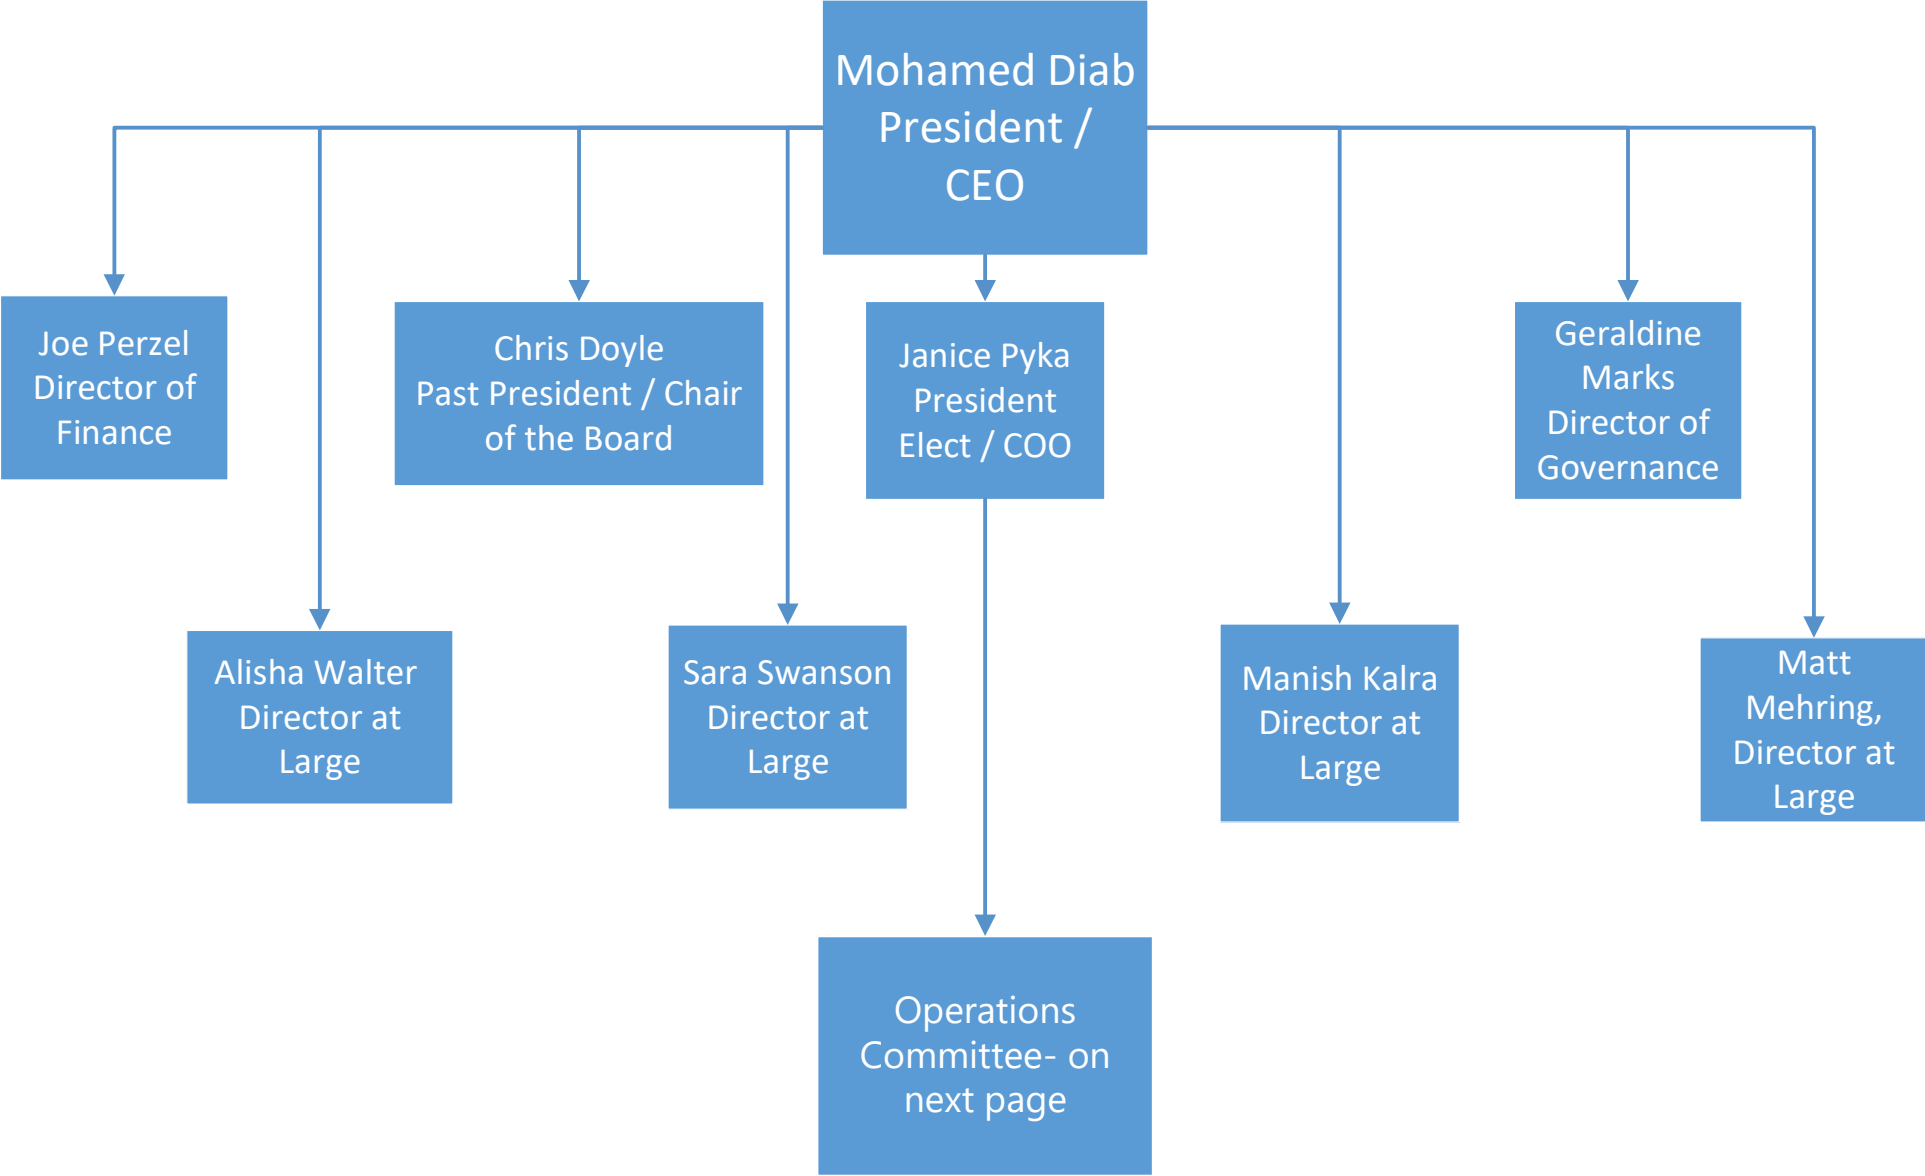 Mohamed Diab
President /
CEO
Joe Perzel
Director of
Finance
Chris Doyle
Past President / Chair
of the Board
Janice Pyka
President
Elect / COO
Geraldine
Marks
Director of
Governance
Alisha Walter
Director at
Large
Sara Swanson
Director at
Large
Manish Kalra
Director at
Large
Matt
Mehring,
Director at
Large
Operations
Committee- on
next page